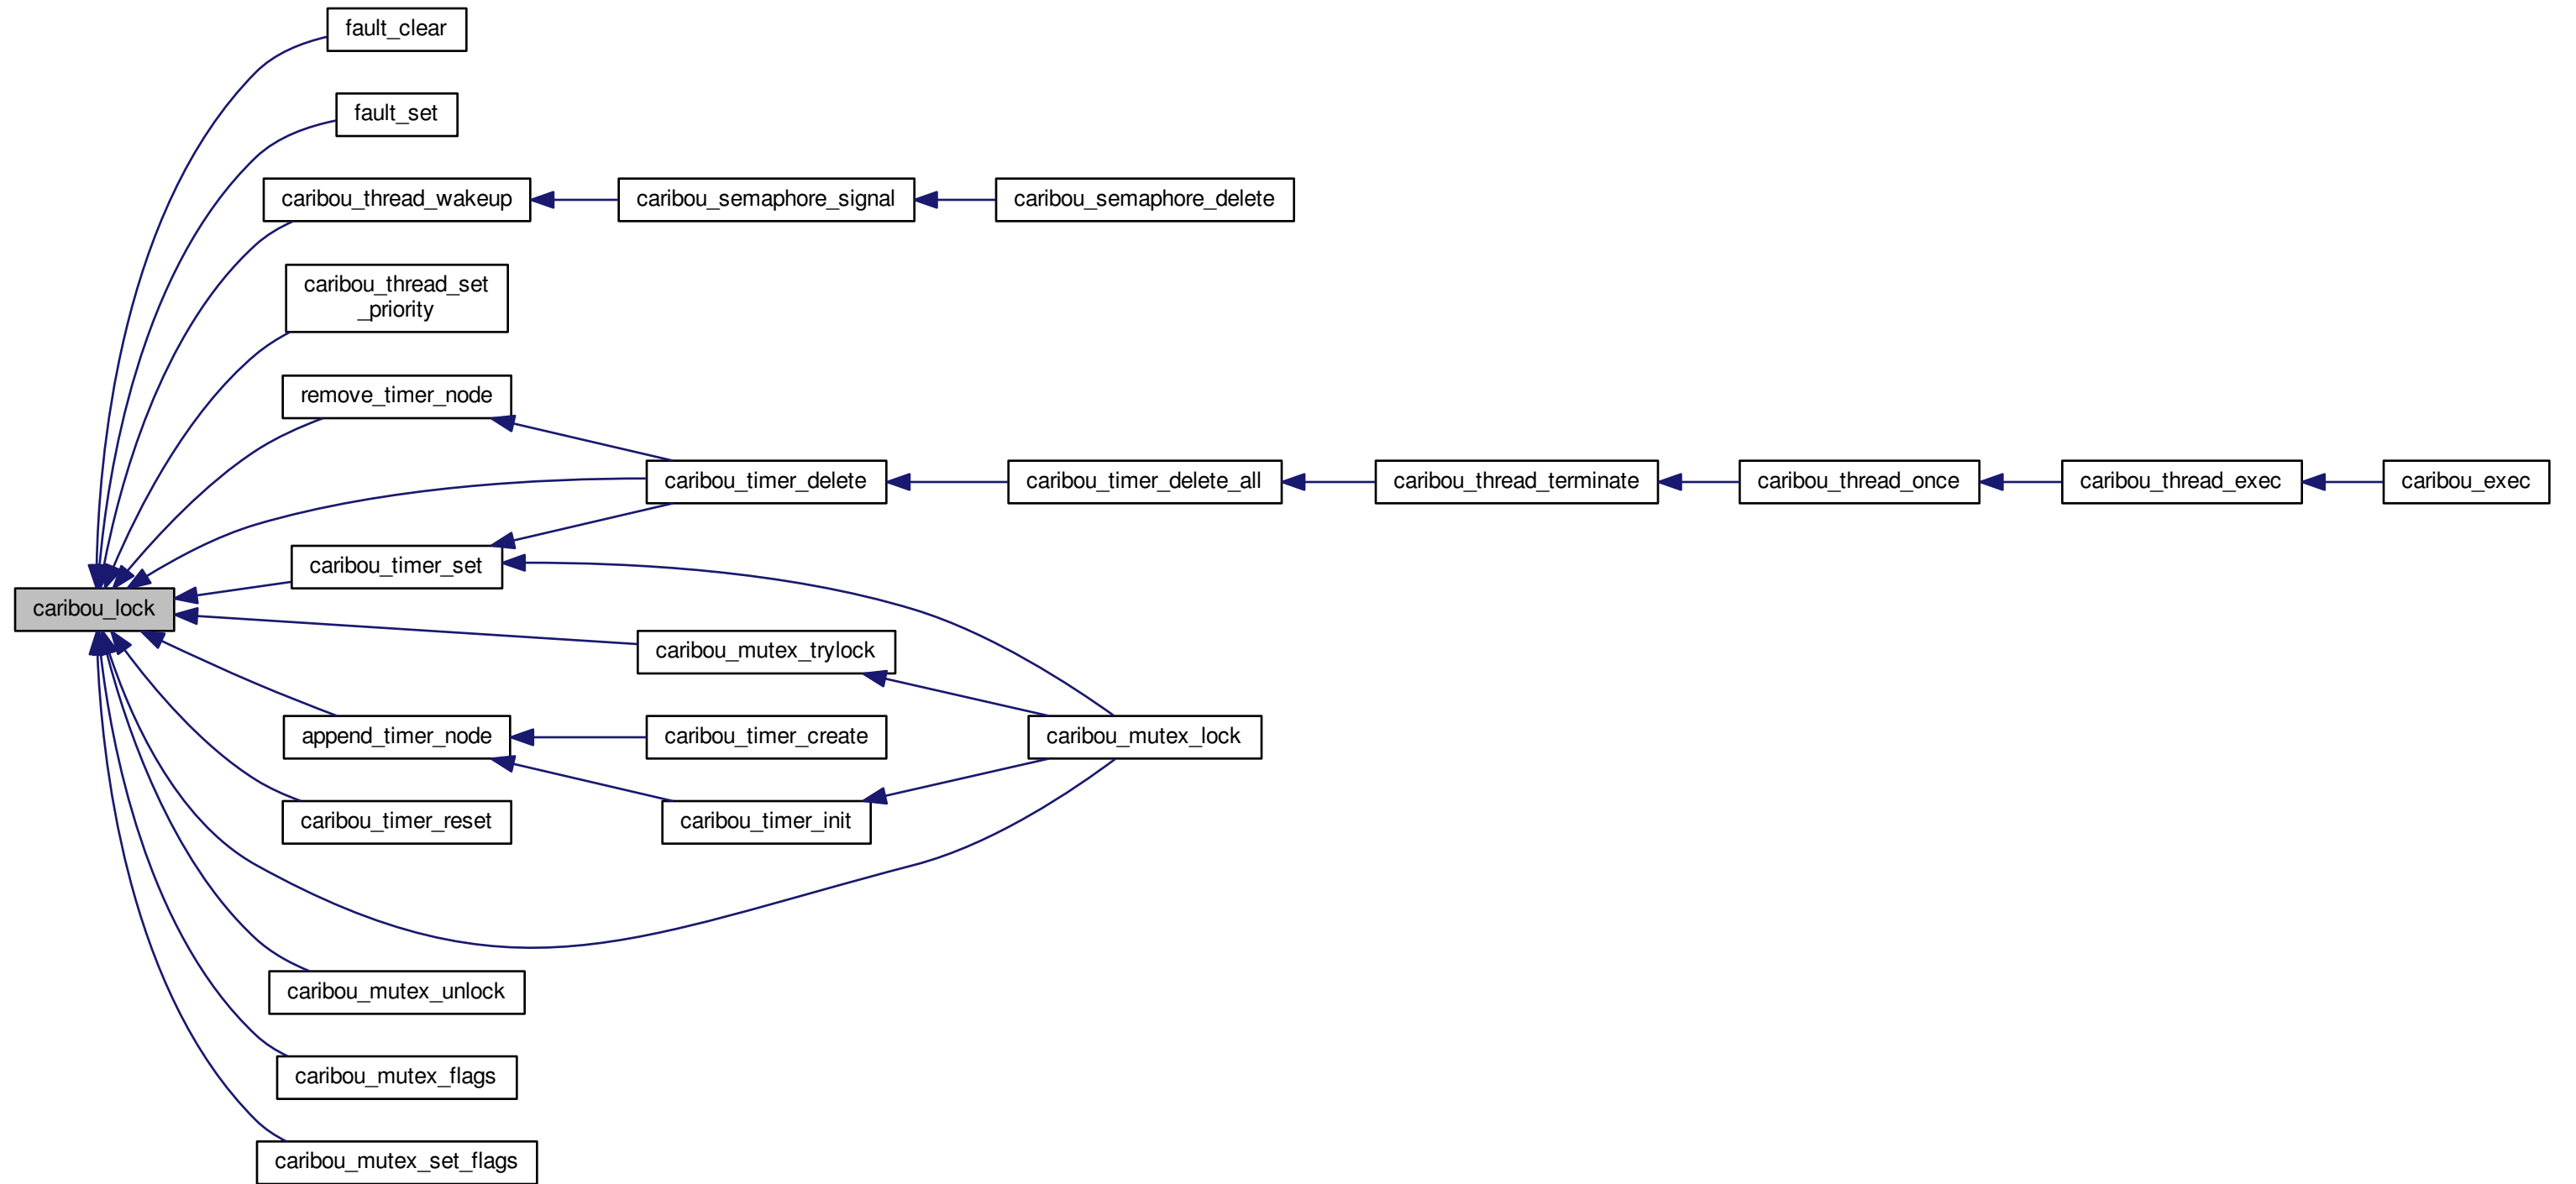 fault_clear
fault_set
caribou_thread_wakeup
caribou_semaphore_signal
caribou_semaphore_delete
caribou_thread_set
_priority
remove_timer_node
caribou_timer_delete
caribou_timer_delete_all
caribou_thread_terminate
caribou_thread_once
caribou_thread_exec
caribou_exec
caribou_timer_set
caribou_lock
caribou_mutex_trylock
append_timer_node
caribou_timer_create
caribou_mutex_lock
caribou_timer_reset
caribou_timer_init
caribou_mutex_unlock
caribou_mutex_flags
caribou_mutex_set_flags